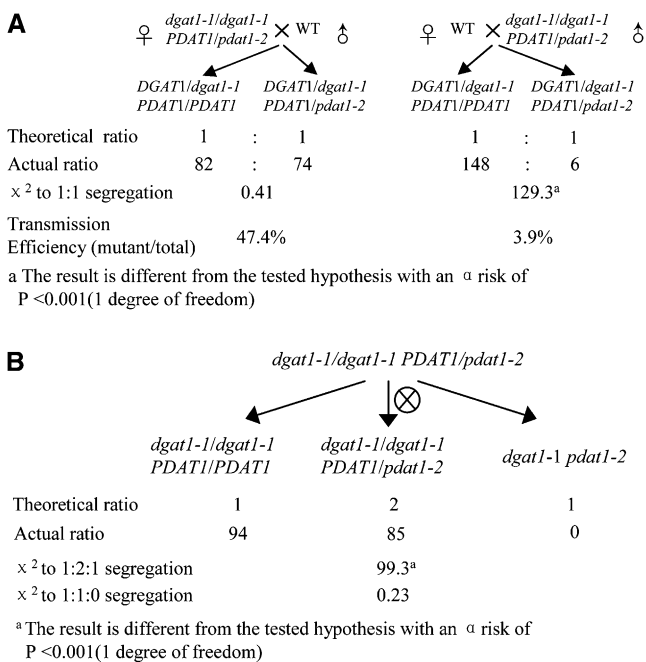 A
♀ dgat1-1/dgat1-1 × WT ♂ ♀ WT × dgat1-1/dgat1-1 ♂
PDAT1/pdat1-2 PDAT1/pdat1-2
DGAT1/dgat1-1 DGAT1/dgat1-1 DGAT1/dgat1-1 DGAT1/dgat1-1
PDAT1/PDAT1 PDAT1/pdat1-2 PDAT1/PDAT1 PDAT1/pdat1-2
Theoretical ratio 1 : 1 1 : 1
Actual ratio 82 : 74 148 : 6
χ² to 1:1 segregation 0.41 129.3ᵃ
Transmission
Efficiency (mutant/total) 47.4% 3.9%
a The result is different from the tested hypothesis with an α risk of
P <0.001(1 degree of freedom)
B
dgat1-1/dgat1-1 PDAT1/pdat1-2
dgat1-1/dgat1-1 dgat1-1/dgat1-1
PDAT1/PDAT1 PDAT1/pdat1-2 dgat1-1 pdat1-2
Theoretical ratio 1 2 1
Actual ratio 94 85 0
χ² to 1:2:1 segregation 99.3ᵃ
χ² to 1:1:0 segregation 0.23
ᵃ The result is different from the tested hypothesis with an α risk of
P <0.001(1 degree of freedom)